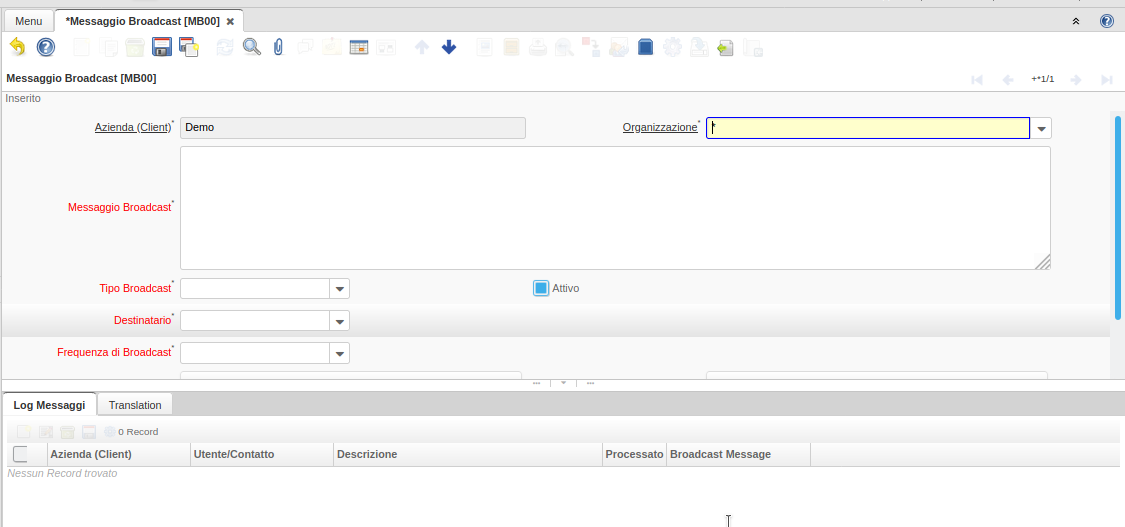 Menu
*Messaggio Broadcast [MB00]
Messaggio Broadcast [MB00]
+*1/1
Inserito
Azienda (Client)*
Demo
Organizzazione*
*
Messaggio Broadcast*
Tipo Broadcast*
Attivo
Destinatario*
Frequenza di Broadcast*
Log Messaggi
Translation
0 Record
Azienda (Client)
Utente/Contatto
Descrizione
Processato
Broadcast Message
Nessun Record trovato